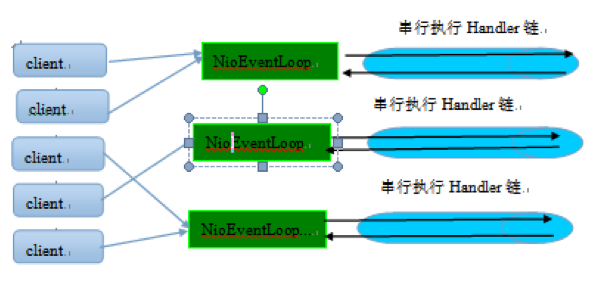 串行执行 Handler 链.
client.
NioEventLoop.
client.
串行执行 Handler 链.
client.
NioEventLoop.
client.
串行执行 Handler 链.
client.
NioEventLoop...